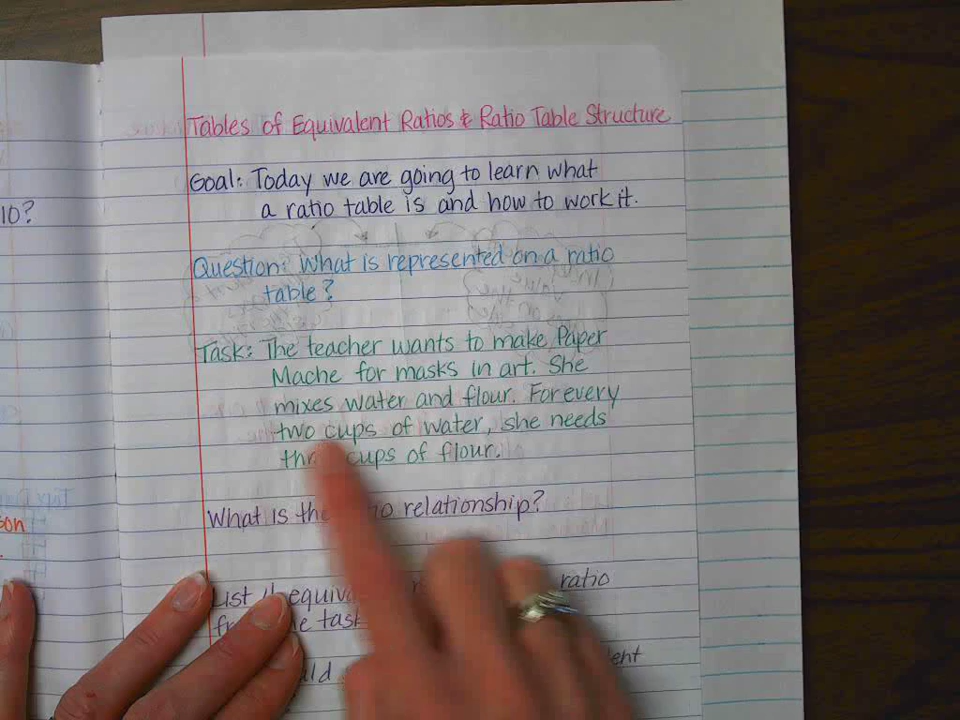 Tables of Equivalent Ratios & Ratio Table Structure
Goal: Today we are going to learn what
a ratio table is and how to work it.
10?
Question: What is represented on a ratio
table?
Task: The teacher wants to make Paper
Mache for masks in art. She
mixes water and flour. For every
two cups of water, she needs
cups of flour.
What is the relationship?
List ratio